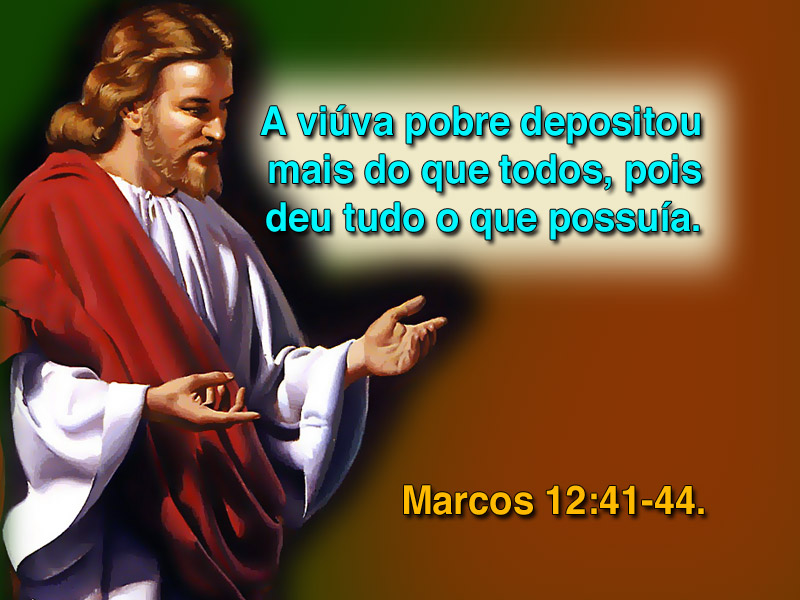 A viúva pobre depositou
mais do que todos, pois
deu tudo o que possuía.
Marcos 12:41-44.